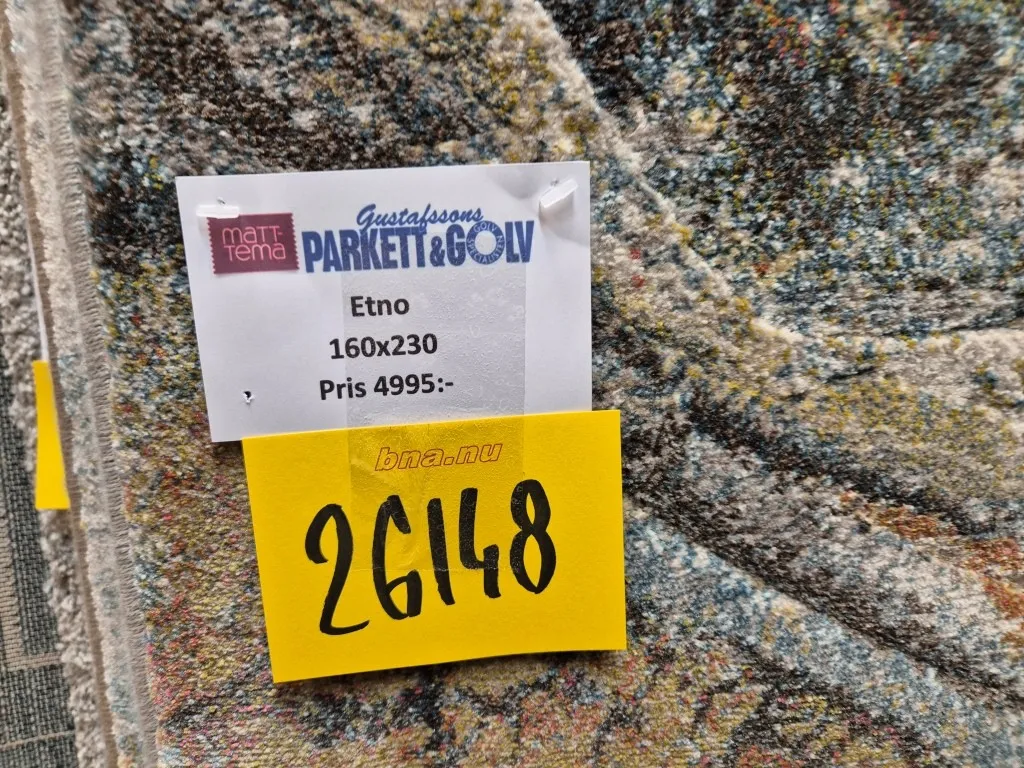 MATT-
TEMA
Gustafssons
PARKETT&GOLV
Etno
160x230
Pris 4995:-
bna.nu
26148